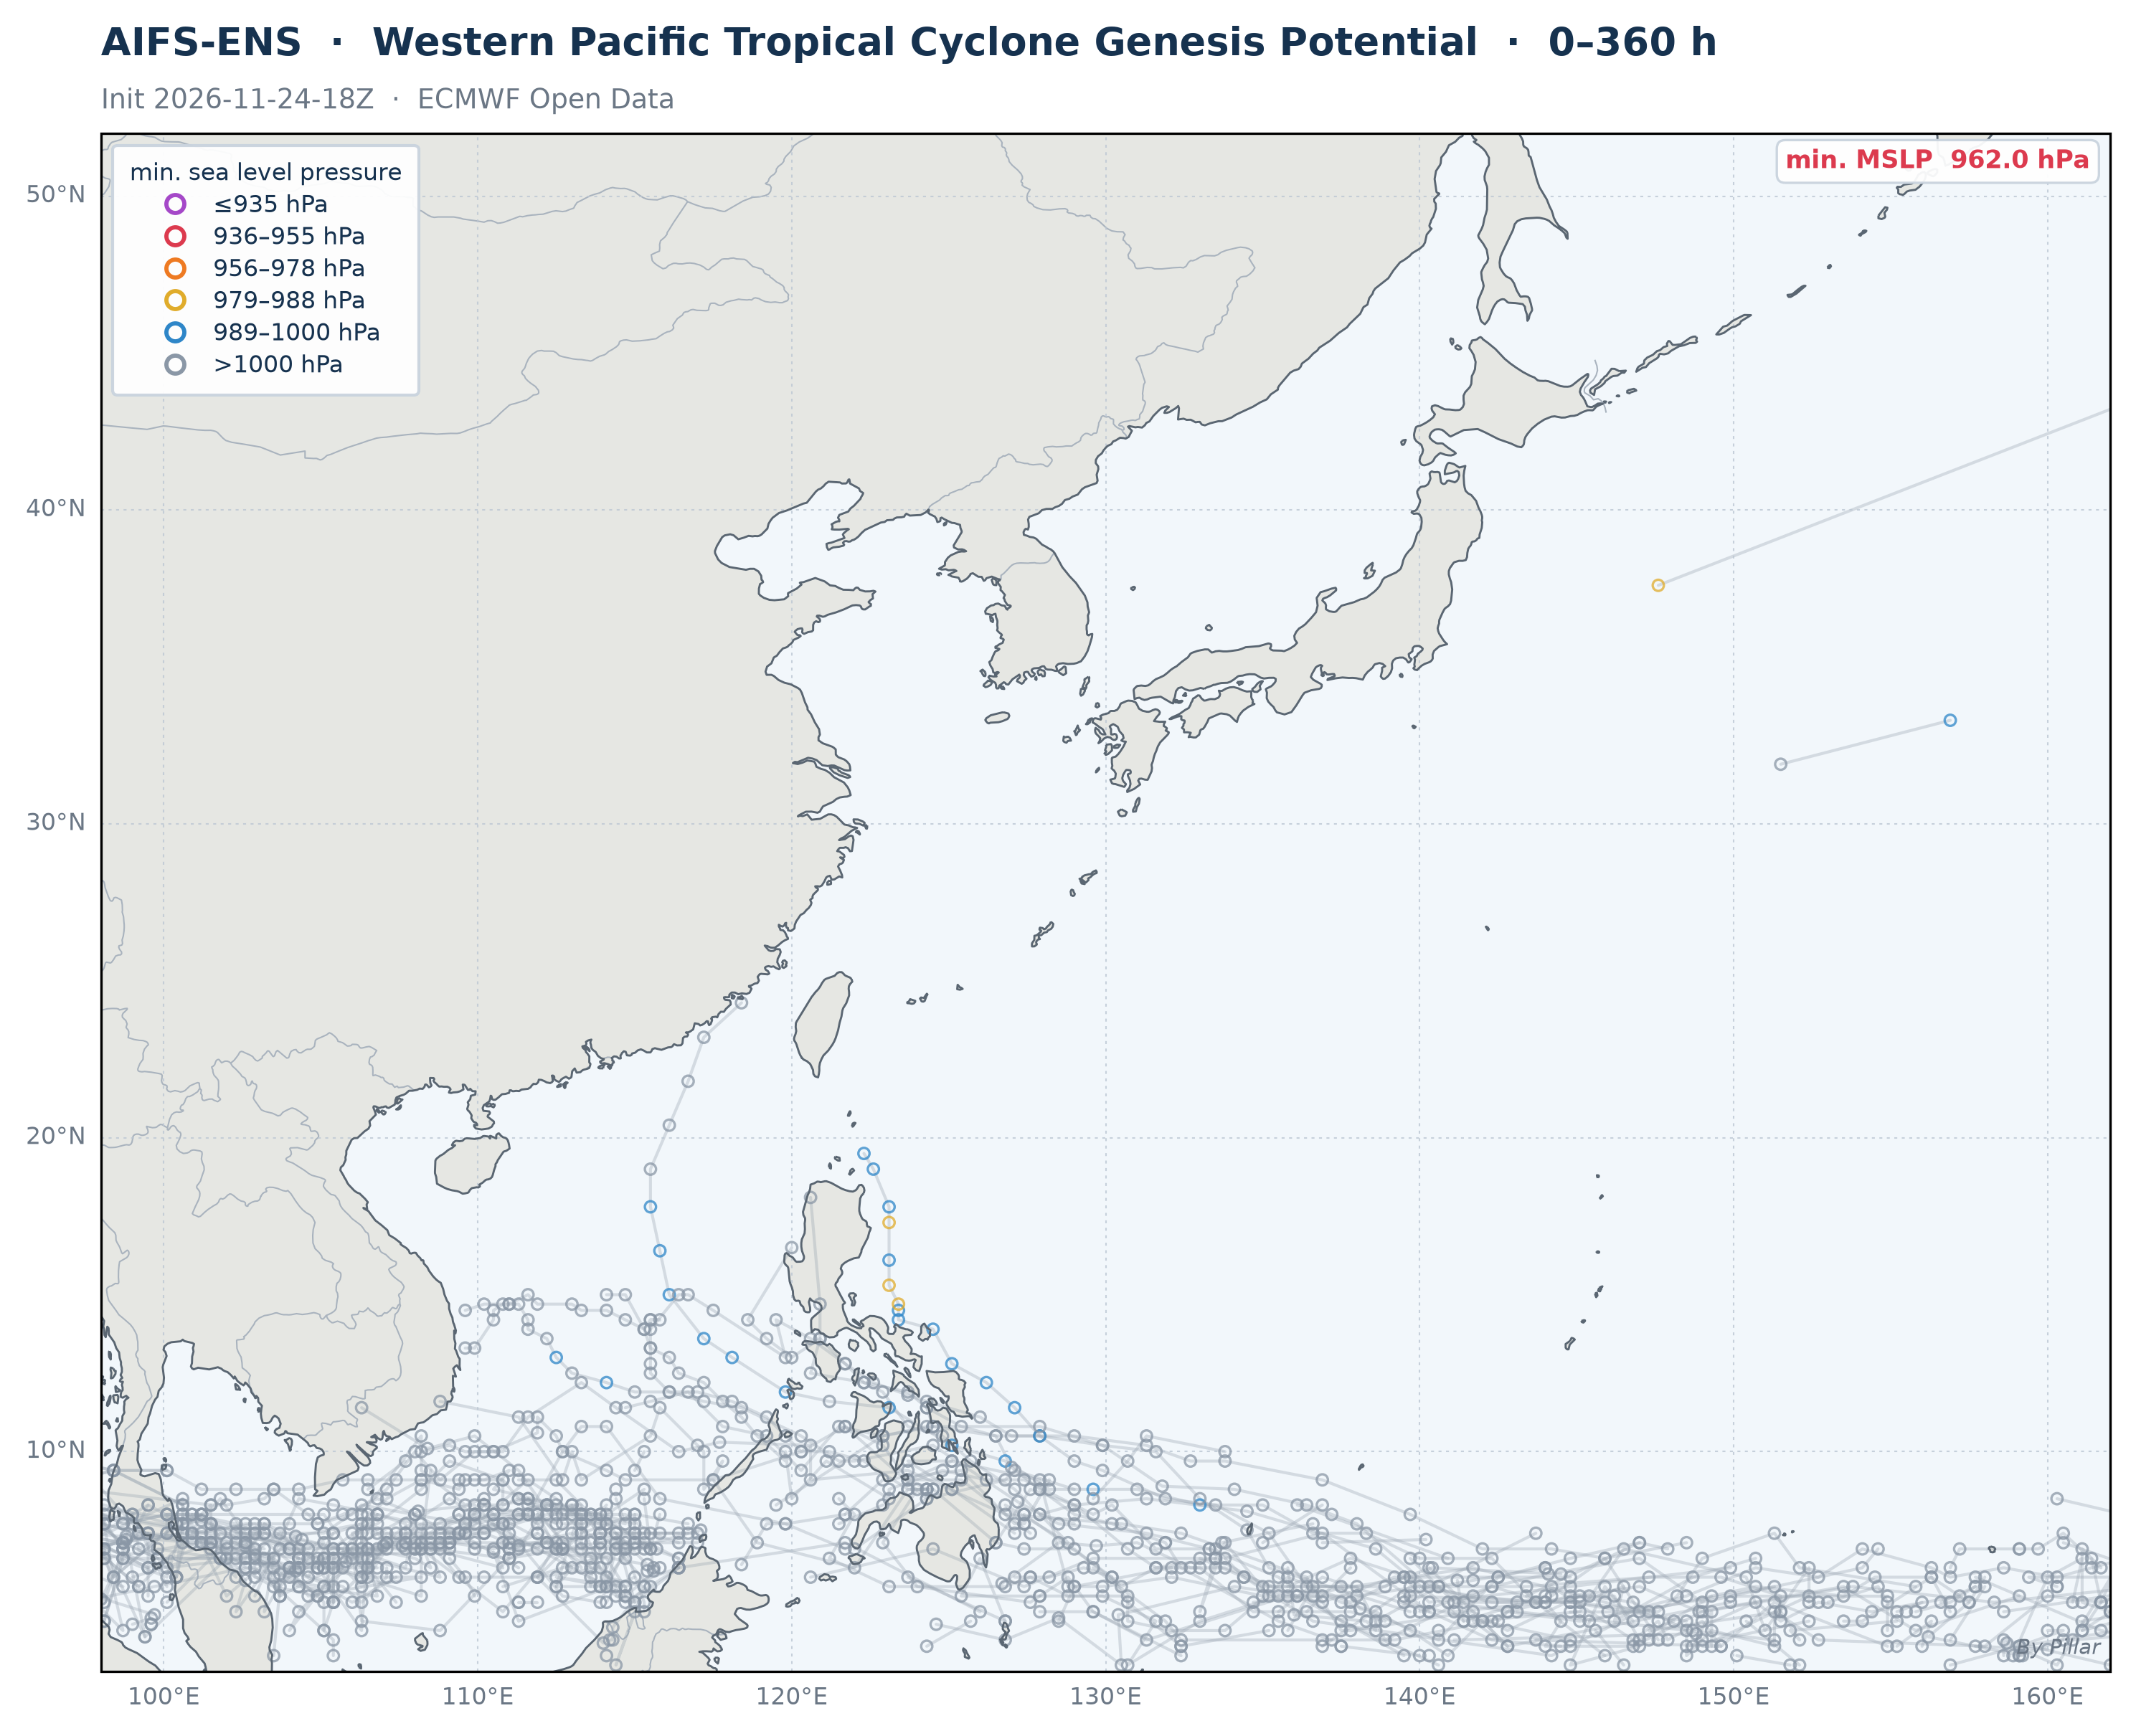 AIFS-ENS · Western Pacific Tropical Cyclone Genesis Potential · 0–360 h
Init 2026-11-24-18Z · ECMWF Open Data
min. sea level pressure
≤935 hPa
936–955 hPa
956–978 hPa
979–988 hPa
989–1000 hPa
>1000 hPa
min. MSLP 962.0 hPa
50°N
40°N
30°N
20°N
10°N
By Pillar
100°E 110°E 120°E 130°E 140°E 150°E 160°E